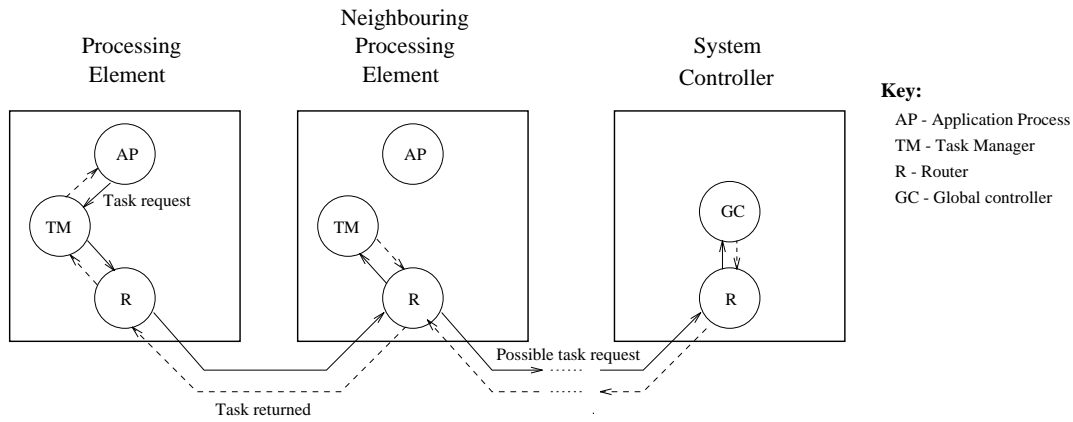 Processing
Element
Neighbouring
Processing
Element
System
Controller
Key:
AP - Application Process
TM - Task Manager
R - Router
GC - Global controller
AP
Task request
TM
R
AP
TM
R
GC
R
Possible task request
Task returned